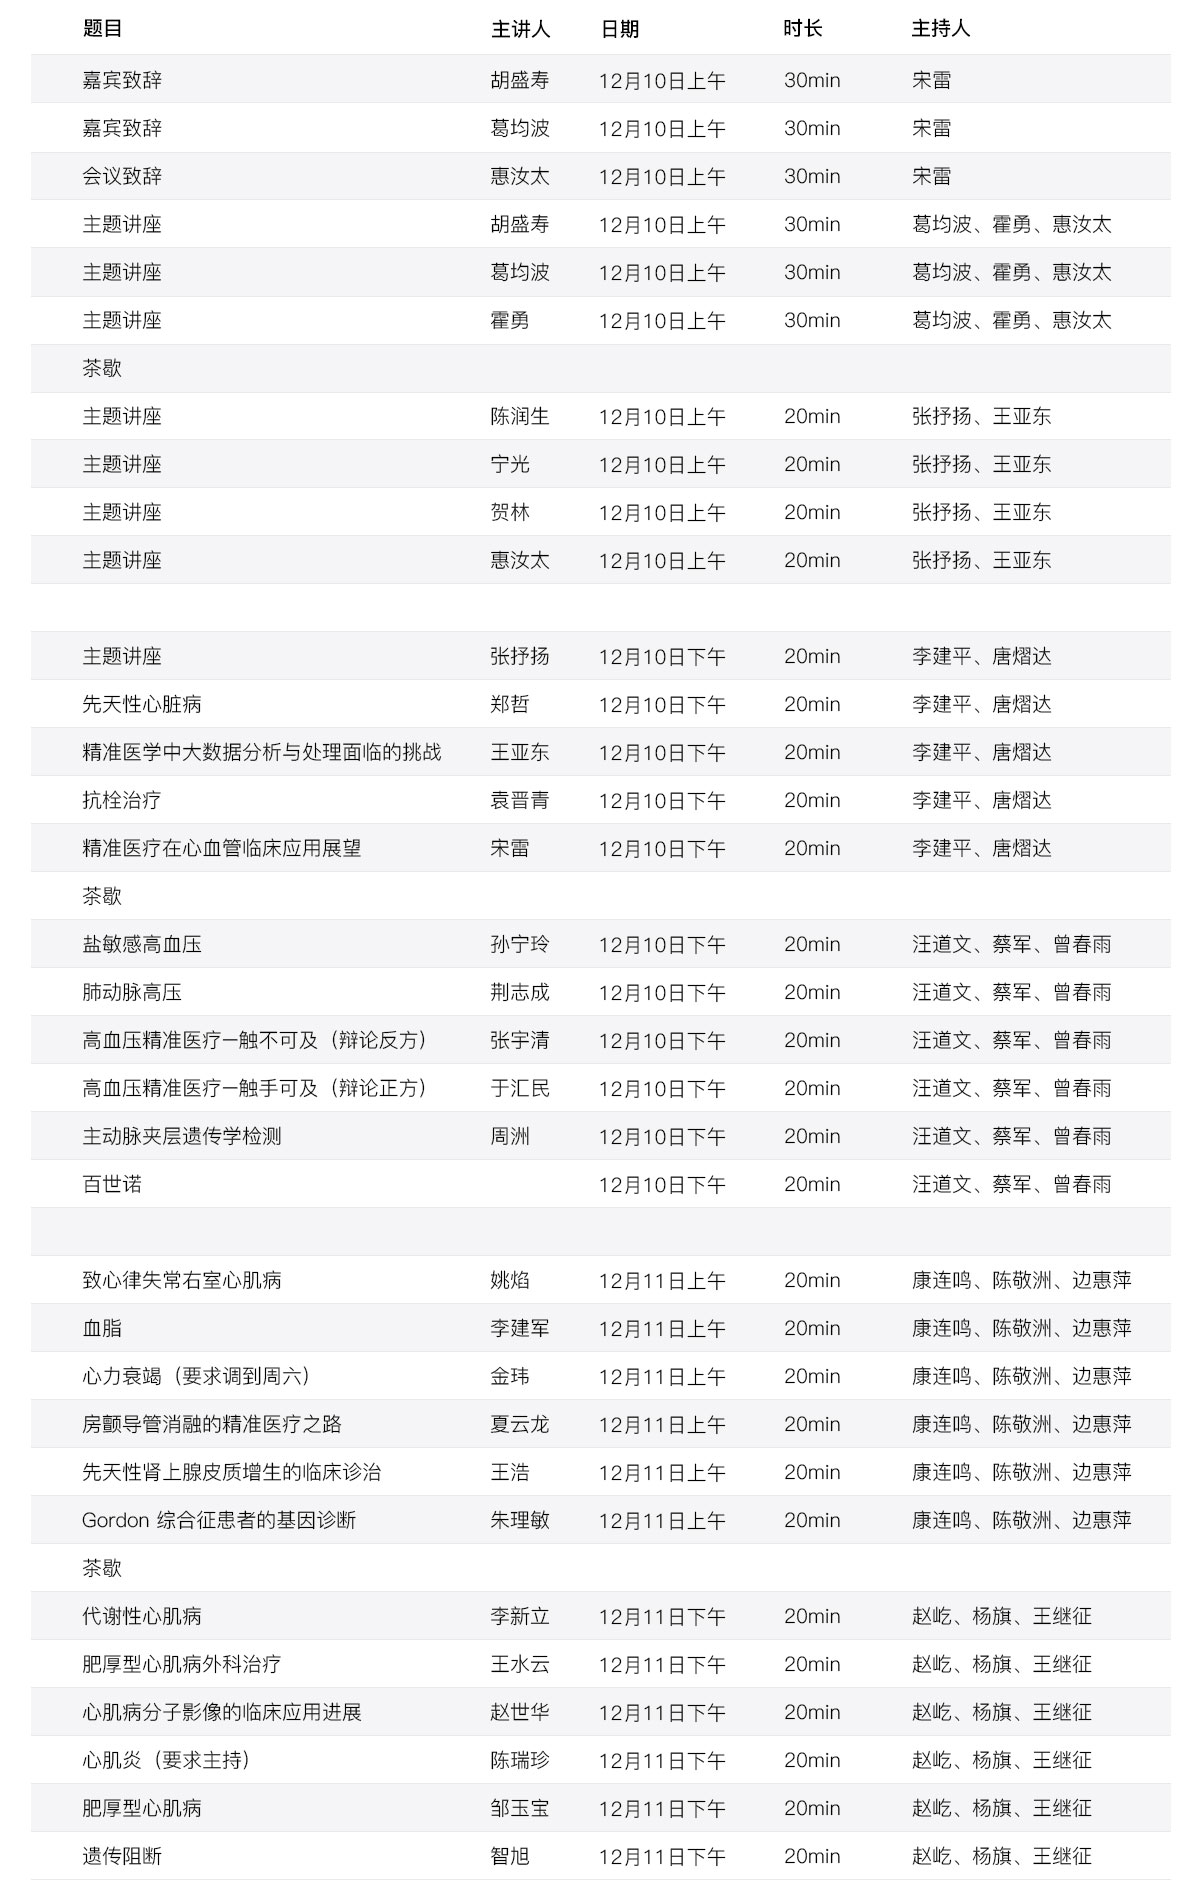 题目 主讲人 日期 时长 主持人
嘉宾致辞 胡盛寿 12月10日上午 30min 宋雷
嘉宾致辞 葛均波 12月10日上午 30min 宋雷
会议致辞 惠汝太 12月10日上午 30min 宋雷
主题讲座 胡盛寿 12月10日上午 30min 葛均波、霍勇、惠汝太
主题讲座 葛均波 12月10日上午 30min 葛均波、霍勇、惠汝太
主题讲座 霍勇 12月10日上午 30min 葛均波、霍勇、惠汝太
茶歇
主题讲座 陈润生 12月10日上午 20min 张抒扬、王亚东
主题讲座 宁光 12月10日上午 20min 张抒扬、王亚东
主题讲座 贺林 12月10日上午 20min 张抒扬、王亚东
主题讲座 惠汝太 12月10日上午 20min 张抒扬、王亚东
主题讲座 张抒扬 12月10日下午 20min 李建平、唐熠达
先天性心脏病 郑哲 12月10日下午 20min 李建平、唐熠达
精准医学中大数据分析与处理面临的挑战 王亚东 12月10日下午 20min 李建平、唐熠达
抗栓治疗 袁晋青 12月10日下午 20min 李建平、唐熠达
精准医疗在心血管临床应用展望 宋雷 12月10日下午 20min 李建平、唐熠达
茶歇
盐敏感高血压 孙宁玲 12月10日下午 20min 汪道文、蔡军、曾春雨
肺动脉高压 荆志成 12月10日下午 20min 汪道文、蔡军、曾春雨
高血压精准医疗—触不可及（辩论反方） 张宇清 12月10日下午 20min 汪道文、蔡军、曾春雨
高血压精准医疗—触手可及（辩论正方） 于汇民 12月10日下午 20min 汪道文、蔡军、曾春雨
主动脉夹层遗传学检测 周洲 12月10日下午 20min 汪道文、蔡军、曾春雨
百世诺 12月10日下午 20min 汪道文、蔡军、曾春雨
致心律失常右室心肌病 姚焰 12月11日上午 20min 康连鸣、陈敬洲、边惠萍
血脂 李建军 12月11日上午 20min 康连鸣、陈敬洲、边惠萍
心力衰竭（要求调到周六） 金玮 12月11日上午 20min 康连鸣、陈敬洲、边惠萍
房颤导管消融的精准医疗之路 夏云龙 12月11日上午 20min 康连鸣、陈敬洲、边惠萍
先天性肾上腺皮质增生的临床诊治 王浩 12月11日上午 20min 康连鸣、陈敬洲、边惠萍
Gordon 综合征患者的基因诊断 朱理敏 12月11日上午 20min 康连鸣、陈敬洲、边惠萍
茶歇
代谢性心肌病 李新立 12月11日下午 20min 赵屹、杨旗、王继征
肥厚型心肌病外科治疗 王水云 12月11日下午 20min 赵屹、杨旗、王继征
心肌病分子影像的临床应用进展 赵世华 12月11日下午 20min 赵屹、杨旗、王继征
心肌炎（要求主持） 陈瑞珍 12月11日下午 20min 赵屹、杨旗、王继征
肥厚型心肌病 邹玉宝 12月11日下午 20min 赵屹、杨旗、王继征
遗传阻断 智旭 12月11日下午 20min 赵屹、杨旗、王继征